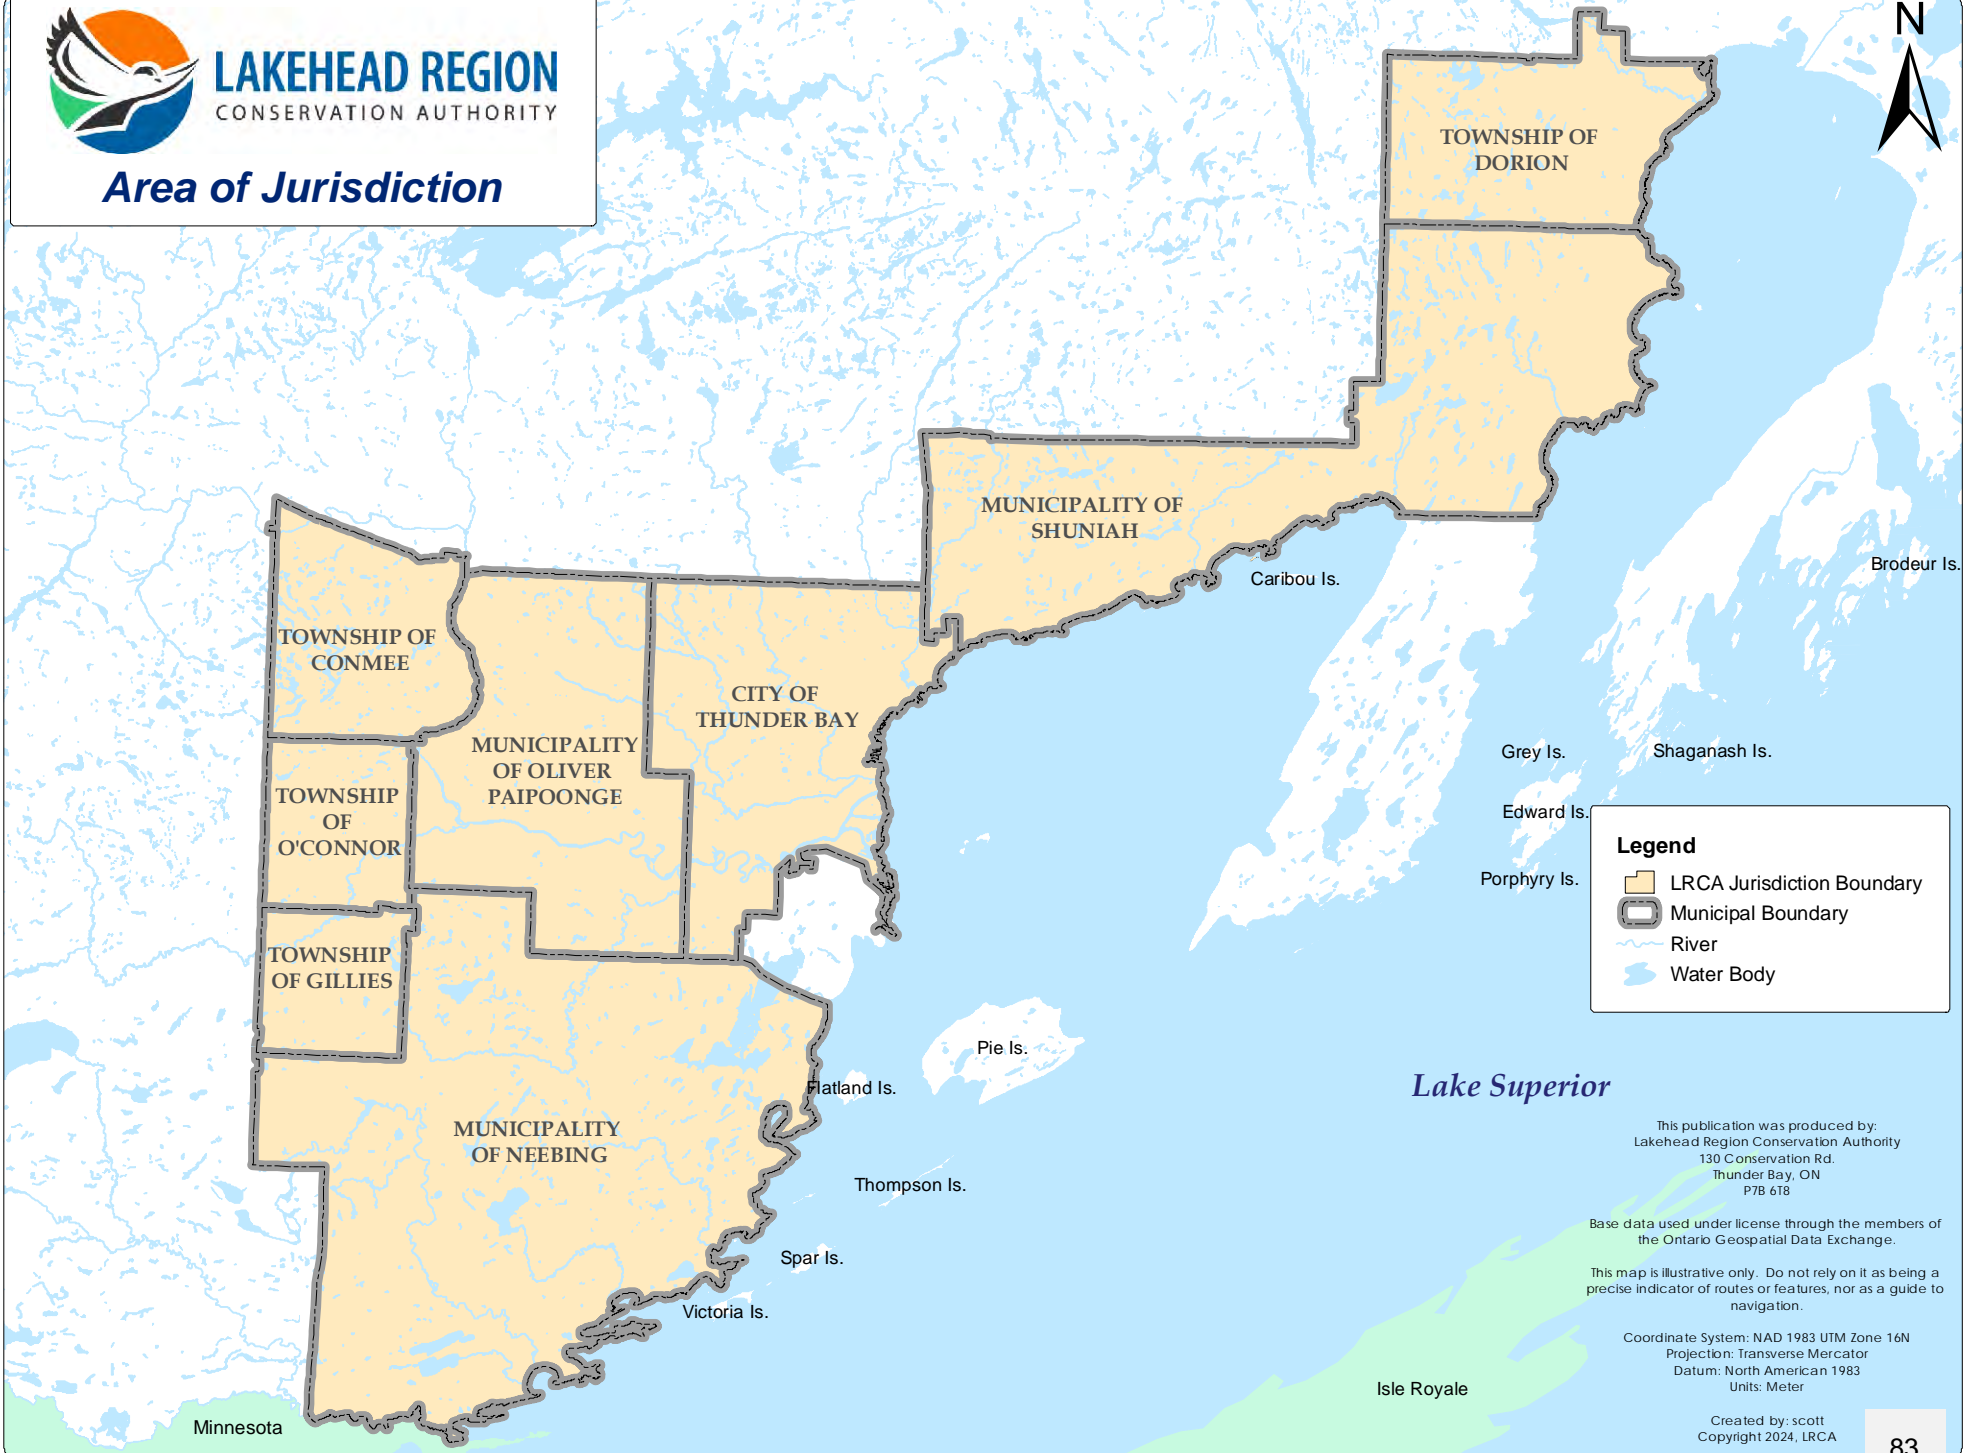 LAKEHEAD REGION
CONSERVATION AUTHORITY
Area of Jurisdiction
N
TOWNSHIP OF
DORION
MUNICIPALITY OF
SHUNIAH
Caribou Is.
Brodeur Is.
TOWNSHIP OF
CONMEE
CITY OF
THUNDER BAY
MUNICIPALITY
OF OLIVER
PAIPOONGE
TOWNSHIP
OF
O'CONNOR
TOWNSHIP
OF GILLIES
Grey Is.
Shaganash Is.
Edward Is.
Porphyry Is.
Legend
LRCA Jurisdiction Boundary
Municipal Boundary
River
Water Body
Pie Is.
Flatland Is.
Lake Superior
MUNICIPALITY
OF NEEBING
Thompson Is.
Spar Is.
Victoria Is.
Isle Royale
Minnesota
This publication was produced by:
Lakehead Region Conservation Authority
130 Conservation Rd.
Thunder Bay, ON
P7B 6T8
Base data used under license through the members of
the Ontario Geospatial Data Exchange.
This map is illustrative only. Do not rely on it as being a
precise indicator of routes or features, nor as a guide to
navigation.
Coordinate System: NAD 1983 UTM Zone 16N
Projection: Transverse Mercator
Datum: North American 1983
Units: Meter
Created by: scott
Copyright 2024, LRCA
83